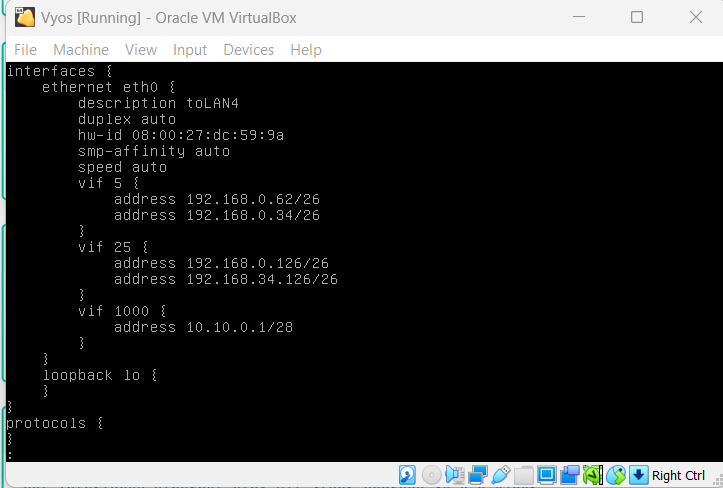 Vyos [Running] - Oracle VM VirtualBox
File Machine View Input Devices Help
interfaces {
    ethernet eth0 {
        description toLAN4
        duplex auto
        hw-id 08:00:27:dc:59:9a
        smp-affinity auto
        speed auto
        vif 5 {
            address 192.168.0.62/26
            address 192.168.0.34/26
        }
        vif 25 {
            address 192.168.0.126/26
            address 192.168.34.126/26
        }
        vif 1000 {
            address 10.10.0.1/28
        }
    }
    loopback lo {
    }
}
protocols {
}
:
Right Ctrl